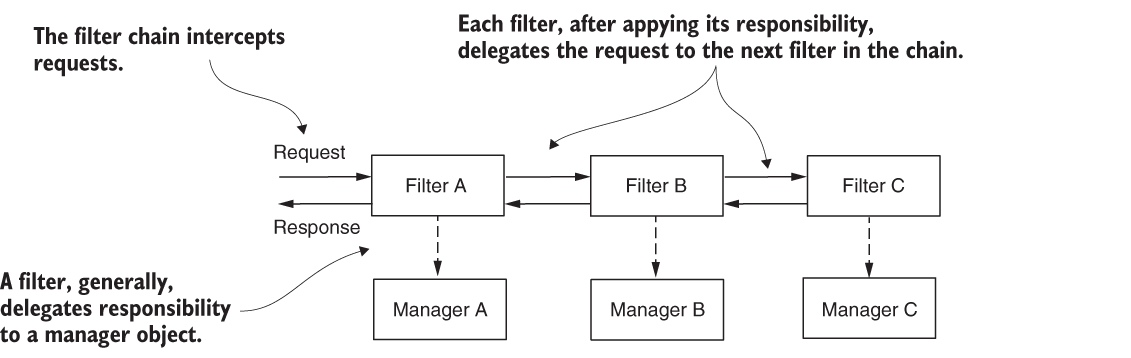 The filter chain intercepts
requests.
Each filter, after appying its responsibility,
delegates the request to the next filter in the chain.
Request
Filter A
Filter B
Filter C
Response
A filter, generally,
delegates responsibility
to a manager object.
Manager A
Manager B
Manager C